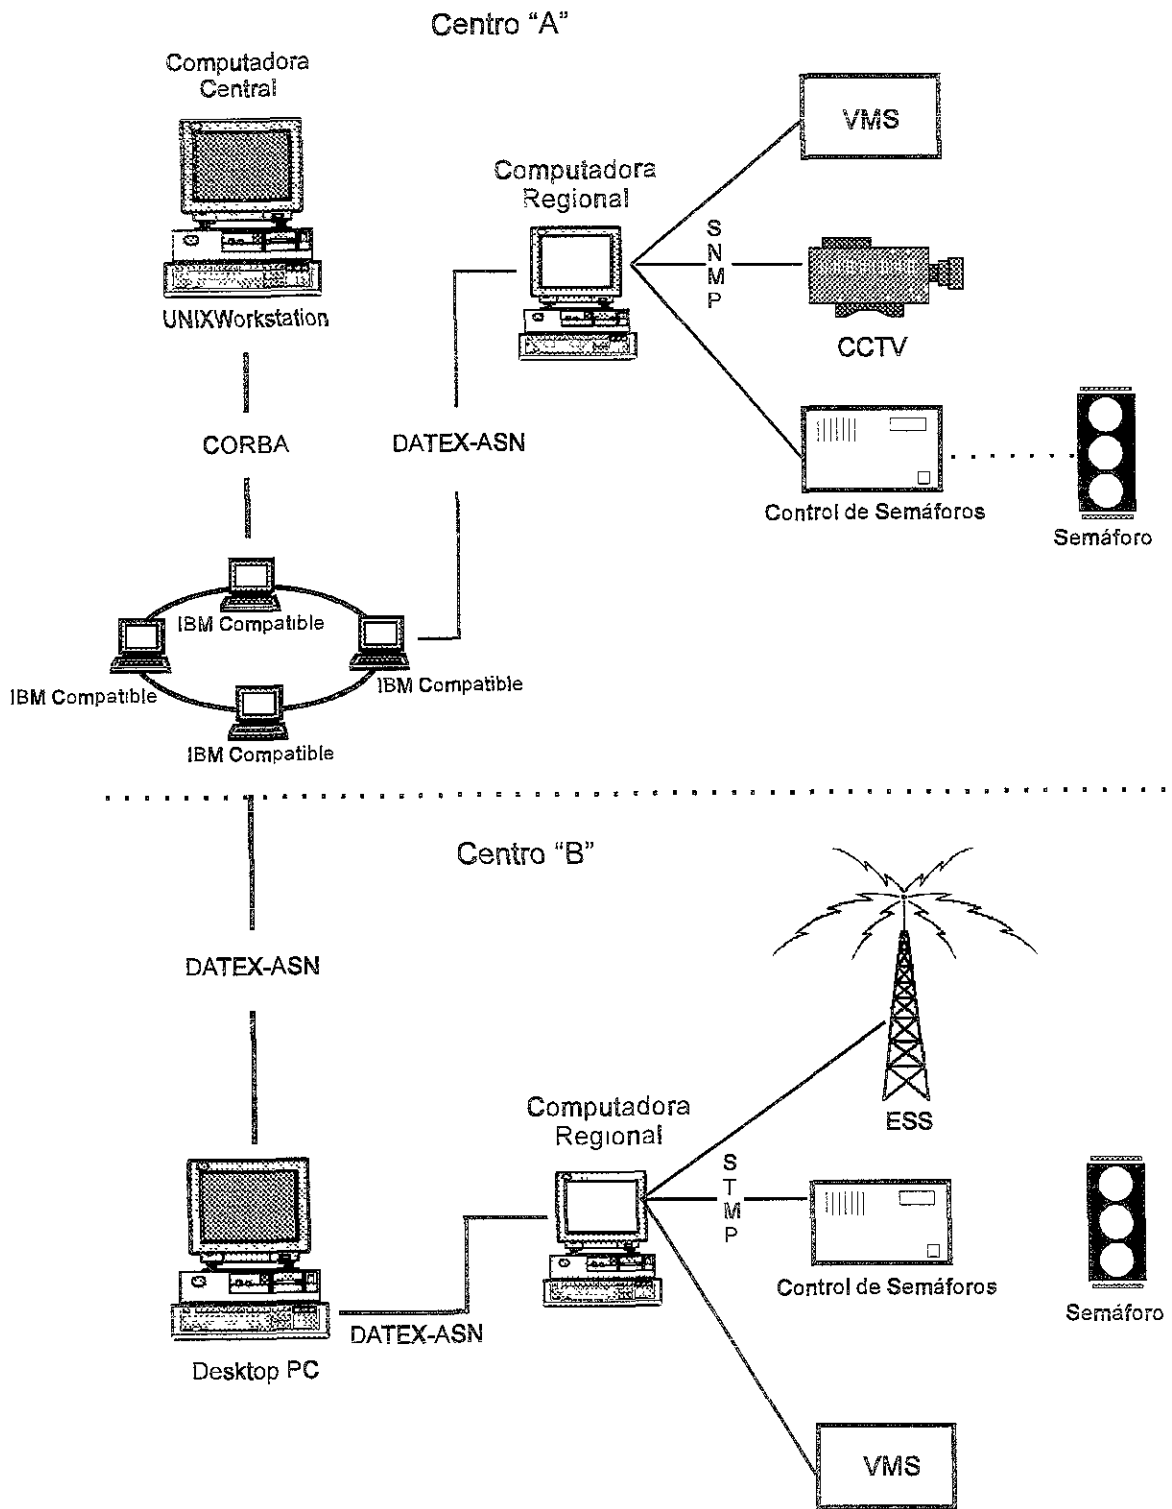 Centro "A"
Computadora
Central
UNIXWorkstation
CORBA
DATEX-ASN
Computadora
Regional
SNMP
VMS
CCTV
Control de Semáforos
Semáforo
IBM Compatible
IBM Compatible
IBM Compatible
IBM Compatible
Centro "B"
DATEX-ASN
Desktop PC
DATEX-ASN
Computadora
Regional
STMP
ESS
Control de Semáforos
Semáforo
VMS